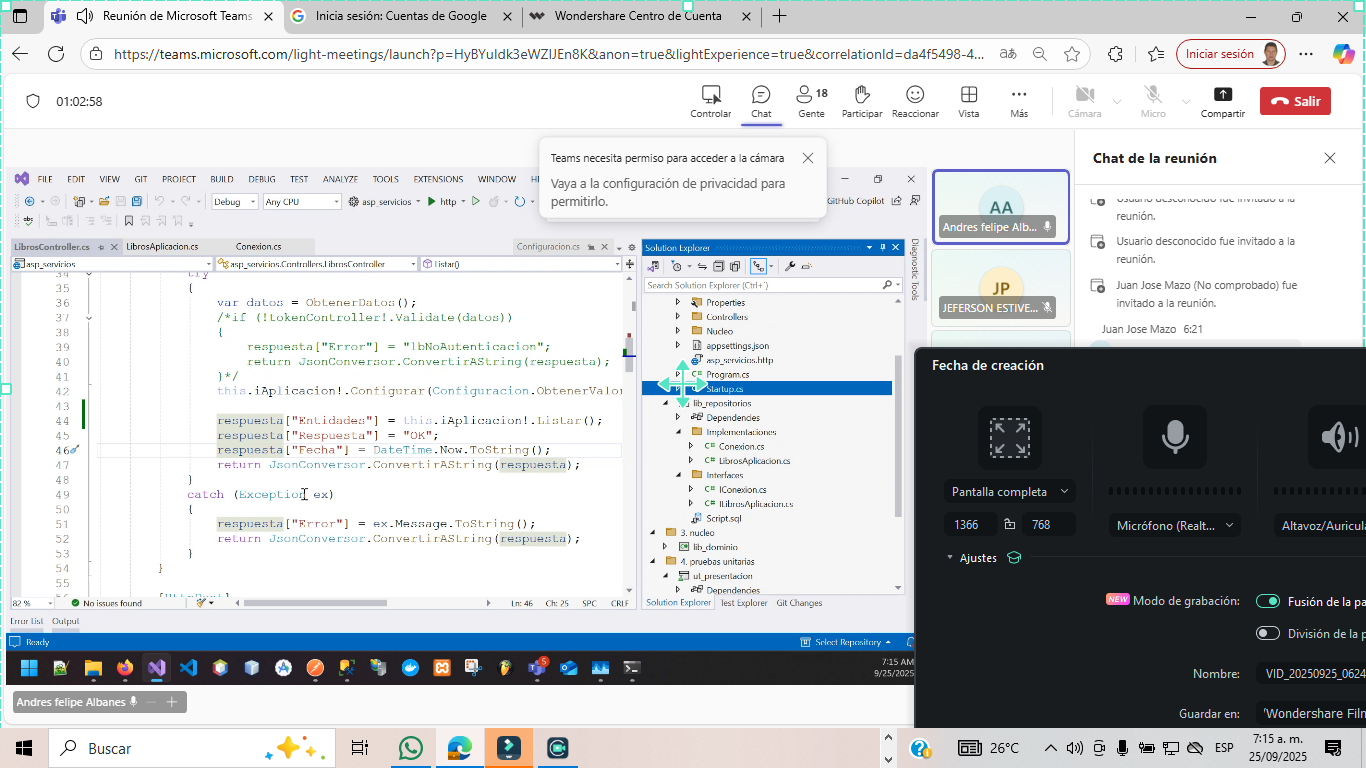 Reunión de Microsoft Teams
Inicia sesión: Cuentas de Google
Wondershare Centro de Cuenta
https://teams.microsoft.com/light-meetings/launch?p=HyBYuIdk3eWZlJEn8K&anon=true&lightExperience=true&correlationId=da4f5498-4...
Iniciar sesión
01:02:58
Controlar
Chat
18
Gente
Participar
Reaccionar
Vista
Más
Cámara
Micro
Compartir
Salir
Teams necesita permiso para acceder a la cámara
Vaya a la configuración de privacidad para
permitirlo.
Chat de la reunión
reunión.
Usuario desconocido fue invitado a la
reunión.
Juan Jose Mazo (No comprobado) fue
invitado a la reunión.
Juan Jose Mazo 6:21
AA
Andres felipe Alb...
JP
JEFERSON ESTIVE...
FILE EDIT VIEW GIT PROJECT BUILD DEBUG TEST ANALYZE TOOLS EXTENSIONS WINDOW
Debug Any CPU asp_servicios http
GitHub Copilot
LibrosController.cs LibrosAplicacion.cs Conexion.cs Configuracion.cs
asp_servicios asp_servicios.Controllers.LibrosController Listar()
34 try
35 {
36 var datos = ObtenerDatos();
37 /*if (!tokenController!.Validate(datos))
38 {
39 respuesta["Error"] = "lbNoAutenticacion";
40 return JsonConversor.ConvertirAString(respuesta);
41 }*/
42 this.iAplicacion!.Configurar(Configuracion.ObtenerValor
43
44 respuesta["Entidades"] = this.iAplicacion!.Listar();
45 respuesta["Respuesta"] = "OK";
46 respuesta["Fecha"] = DateTime.Now.ToString();
47 return JsonConversor.ConvertirAString(respuesta);
48 }
49 catch (Exception ex)
50 {
51 respuesta["Error"] = ex.Message.ToString();
52 return JsonConversor.ConvertirAString(respuesta);
53 }
54 }
55
82 % No issues found Ln: 46 Ch: 25 SPC CRLF
Error List Output
Ready
Select Repository
Solution Explorer
Search Solution Explorer (Ctrl+')
Properties
Controllers
Nucleo
appsettings.json
asp_servicios.http
Program.cs
Startup.cs
lib_repositorios
Dependencies
Implementaciones
Conexion.cs
LibrosAplicacion.cs
Interfaces
IConexion.cs
ILibrosAplicacion.cs
Script.sql
3. nucleo
lib_dominio
4. pruebas unitarias
ut_presentacion
Dependencies
Solution Explorer Test Explorer Git Changes
Diagnostic Tools
5
7:15 AM
9/25/2025
Andres felipe Albanes
Fecha de creación
Pantalla completa
1366 768
Micrófono (Realt...
Altavoz/Auricula
Ajustes
NEW Modo de grabación:
Fusión de la pa
División de la p
Nombre: VID_20250925_0624
Guardar en: 'Wondershare Film
Buscar
26°C
ESP
7:15 a. m.
25/09/2025